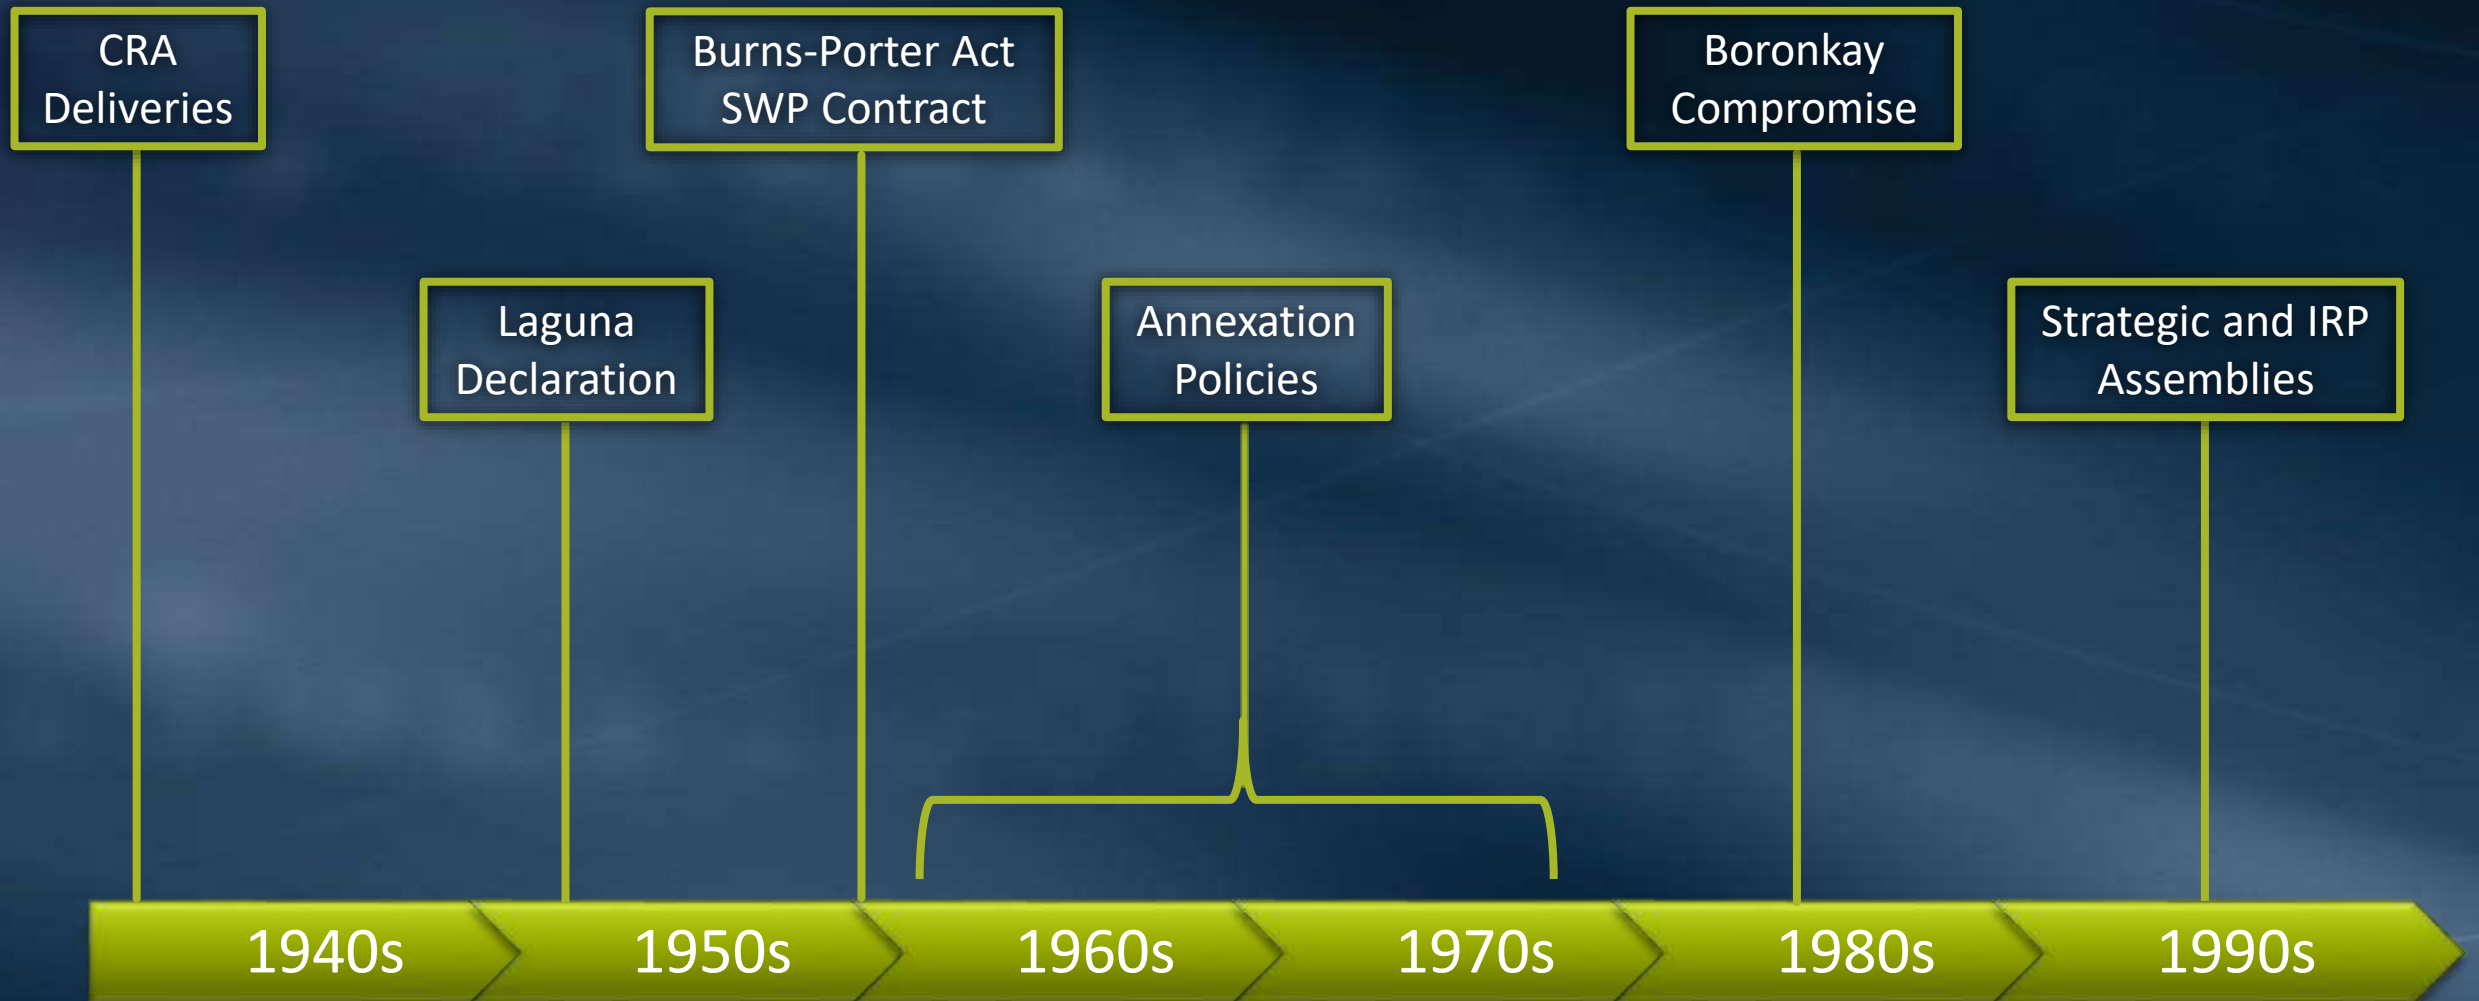 CRA
Deliveries
Burns-Porter Act
SWP Contract
Boronkay
Compromise
Laguna
Declaration
Annexation
Policies
Strategic and IRP
Assemblies
1940s
1950s
1960s
1970s
1980s
1990s